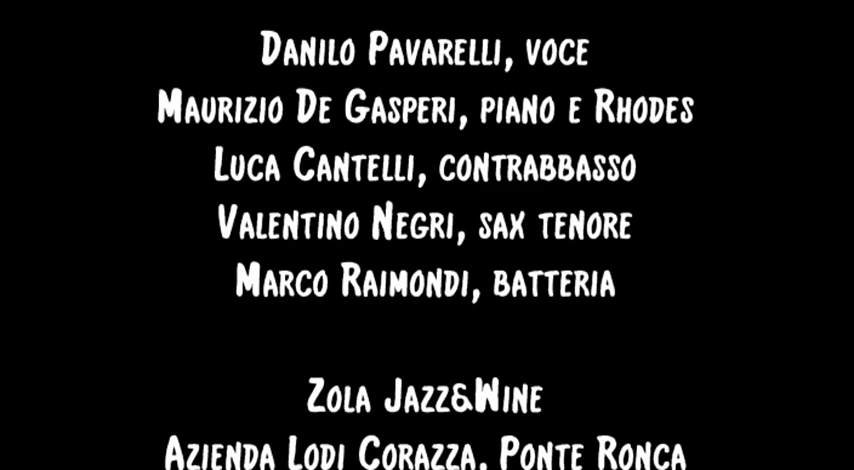 Danilo Pavarelli, voce
Maurizio De Gasperi, piano e Rhodes
Luca Cantelli, contrabbasso
Valentino Negri, sax tenore
Marco Raimondi, batteria
Zola Jazz&Wine
Azienda Lodi Corazza, Ponte Ronca